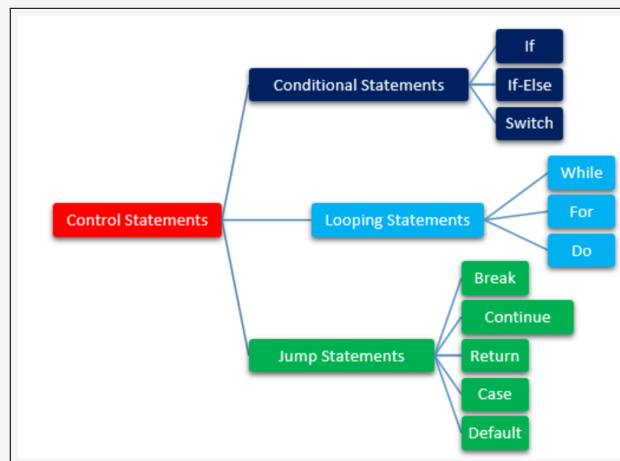 Control Statements
Conditional Statements
If
If-Else
Switch
Looping Statements
While
For
Do
Jump Statements
Break
Continue
Return
Case
Default